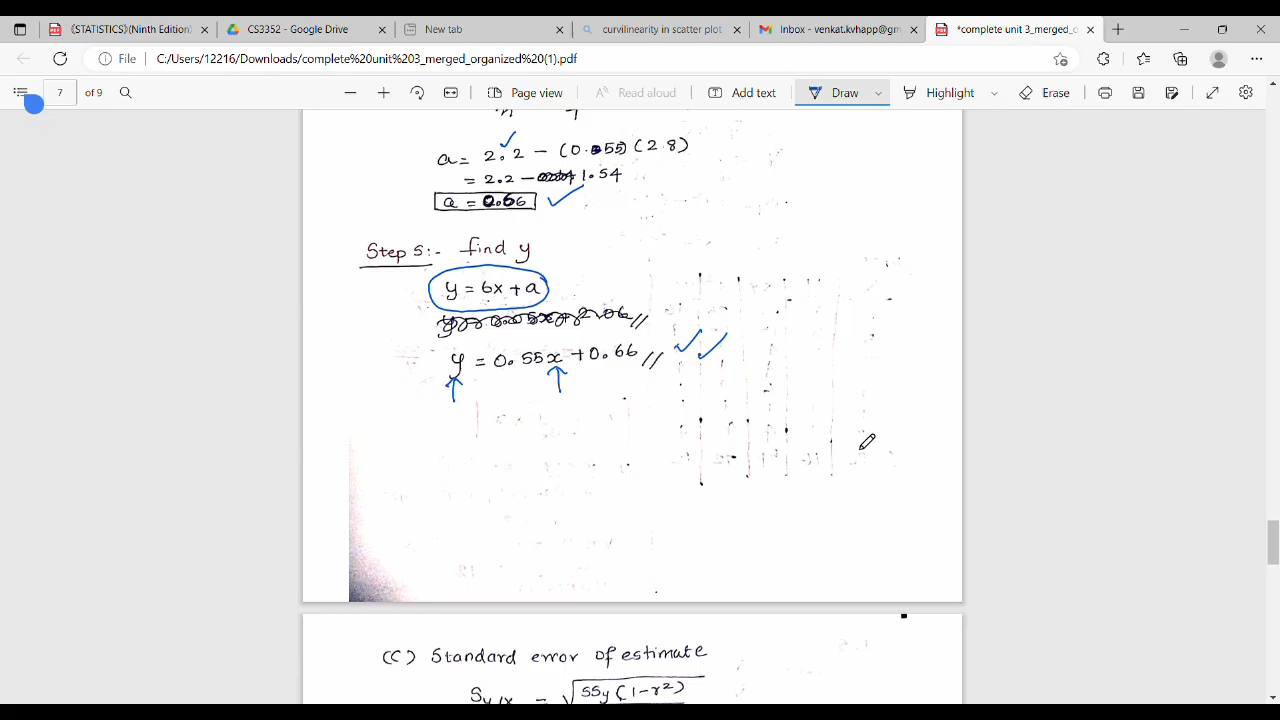 《STATISTICS》(Ninth Edition)
CS3352 - Google Drive
New tab
curvilinearity in scatter plot
Inbox - venkat.kvhapp@gm
*complete unit 3_merged_o
File
C:/Users/12216/Downloads/complete%20unit%203_merged_organized%20(1).pdf
7 of 9
Page view
Read aloud
Add text
Draw
Highlight
Erase
a = 2.2 - (0.55) (2.8)
= 2.2 - 1.54
a = 0.66
Step 5:- find y
y = 6x + a
y = 0.55x + 0.66 //
(C) Standard error of estimate
Sy/x = √SSy(1-r²)